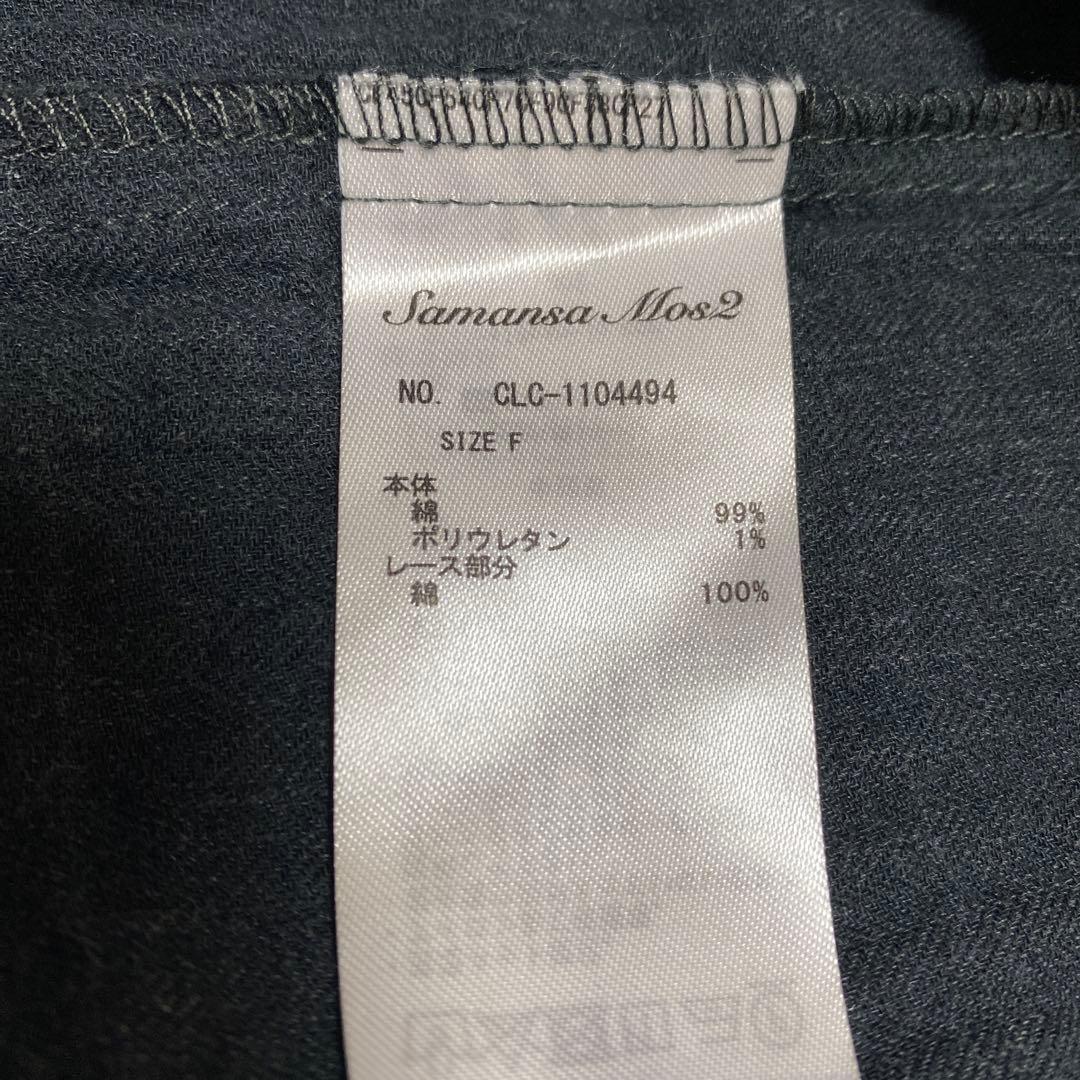 Samansa Mos2
NO. CLC-1104494
SIZE F
本体
綿 99%
ポリウレタン 1%
レース部分
綿 100%